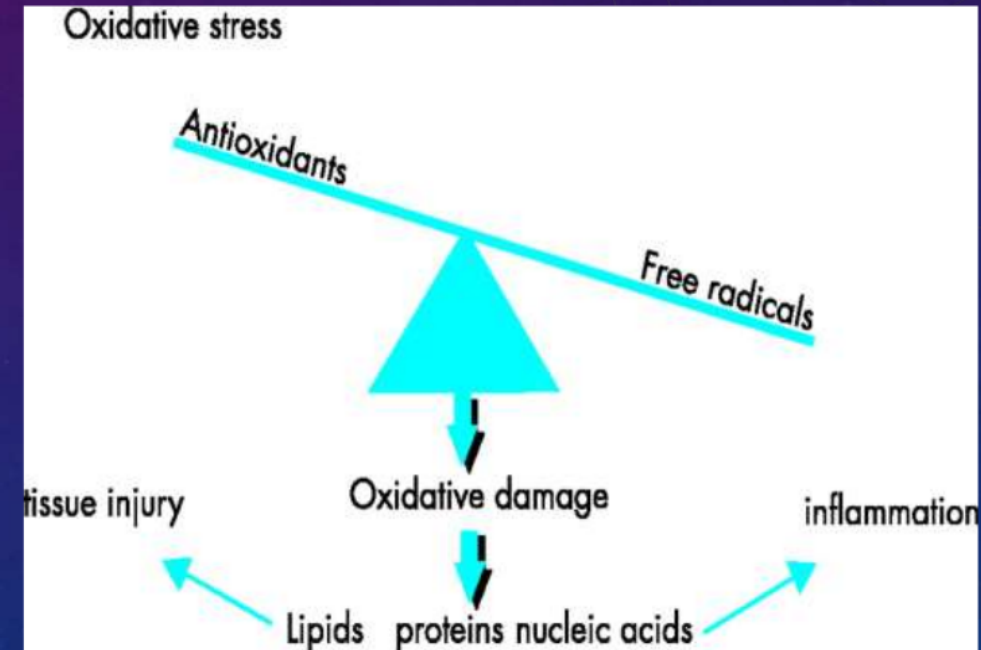 Oxidative stress
Antioxidants
Free radicals
Oxidative damage
tissue injury
inflammation
Lipids proteins nucleic acids